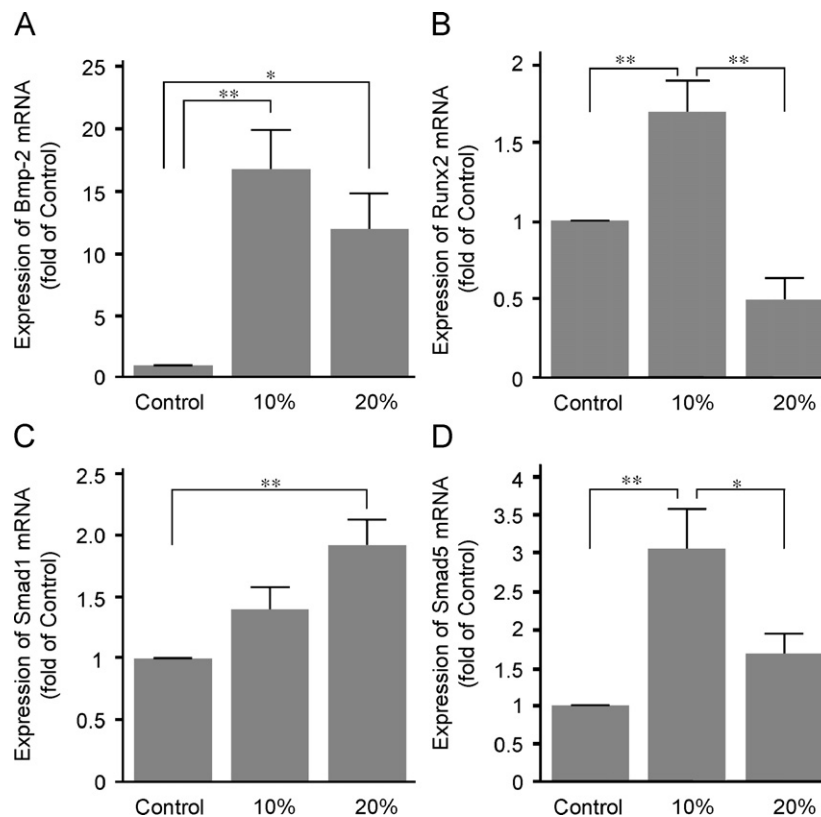 A
Expression of Bmp-2 mRNA
(fold of Control)
25
20
15
10
5
0
*
**
Control 10% 20%
B
Expression of Runx2 mRNA
(fold of Control)
2
1.5
1
0.5
0
** **
Control 10% 20%
C
Expression of Smad1 mRNA
(fold of Control)
2.5
2.0
1.5
1
0.5
0
**
Control 10% 20%
D
Expression of Smad5 mRNA
(fold of Control)
4
3.5
3
2.5
2
1.5
1
0.5
0
** *
Control 10% 20%